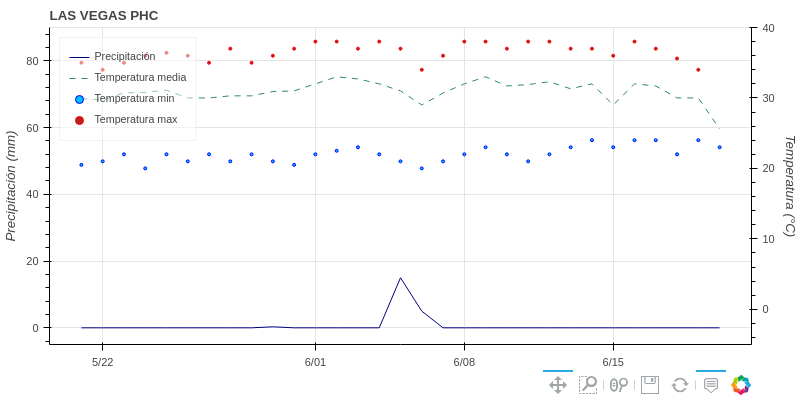 LAS VEGAS PHC
Precipitación
Temperatura media
Temperatura min
Temperatura max
Precipitación (mm)
80
60
40
20
0
Temperatura (°C)
40
30
20
10
0
5/22
6/01
6/08
6/15